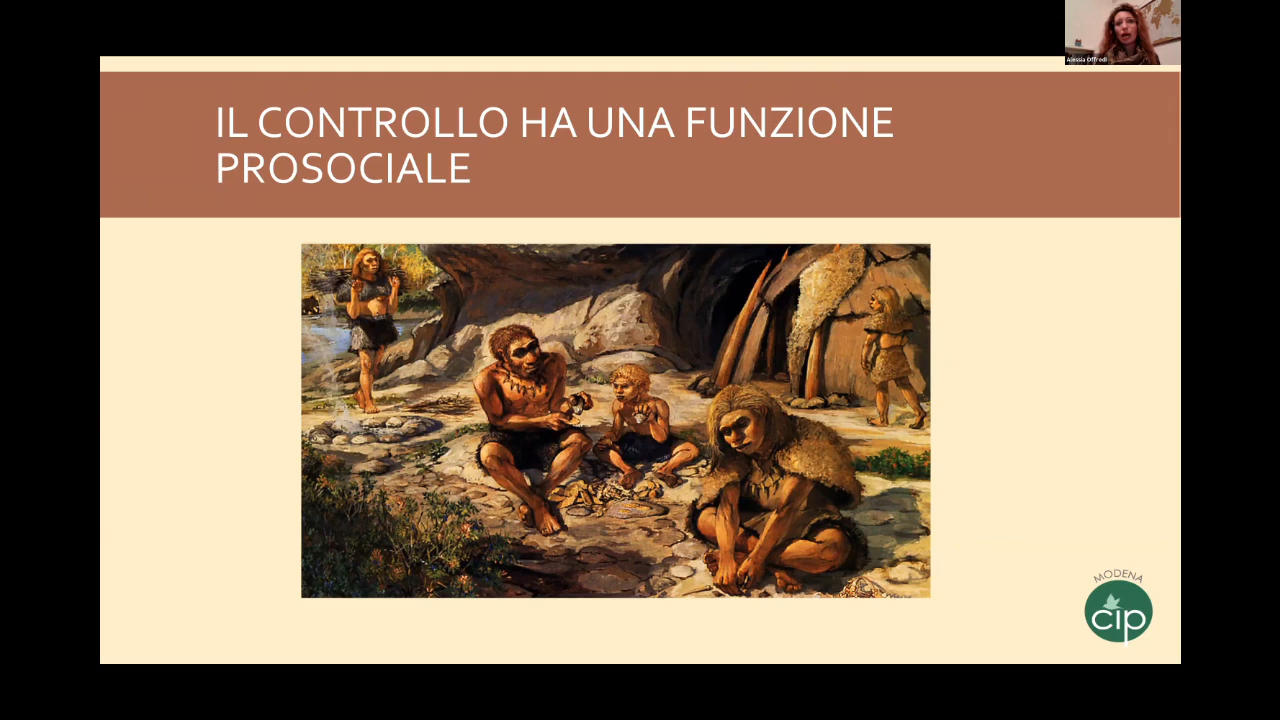 Alessia Offredi
IL CONTROLLO HA UNA FUNZIONE
PROSOCIALE
MODENA
cip